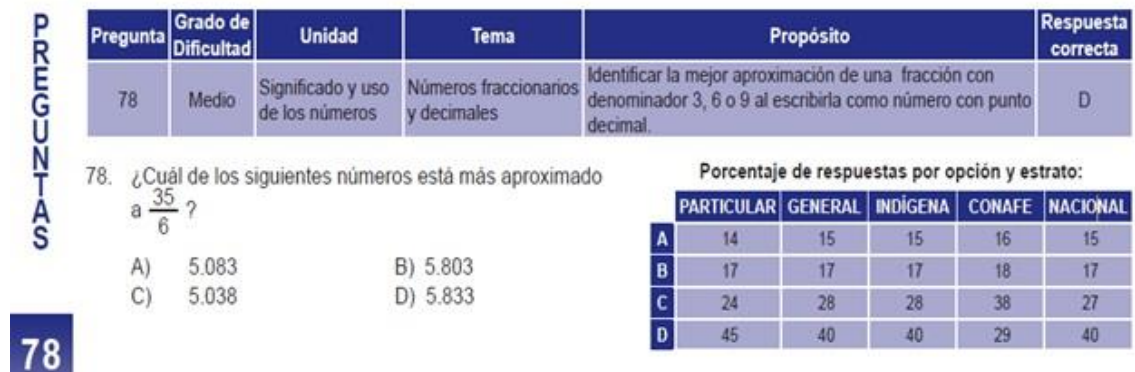 PREGUNTAS
78
Pregunta Grado de Dificultad Unidad Tema Propósito Respuesta correcta
78 Medio Significado y uso de los números Números fraccionarios y decimales Identificar la mejor aproximación de una fracción con denominador 3, 6 o 9 al escribirla como número con punto decimal. D
78. ¿Cuál de los siguientes números está más aproximado
a 35/6 ?
A) 5.083 B) 5.803
C) 5.038 D) 5.833
Porcentaje de respuestas por opción y estrato:
PARTICULAR GENERAL INDÍGENA CONAFE NACIONAL
A 14 15 15 16 15
B 17 17 17 18 17
C 24 28 28 38 27
D 45 40 40 29 40